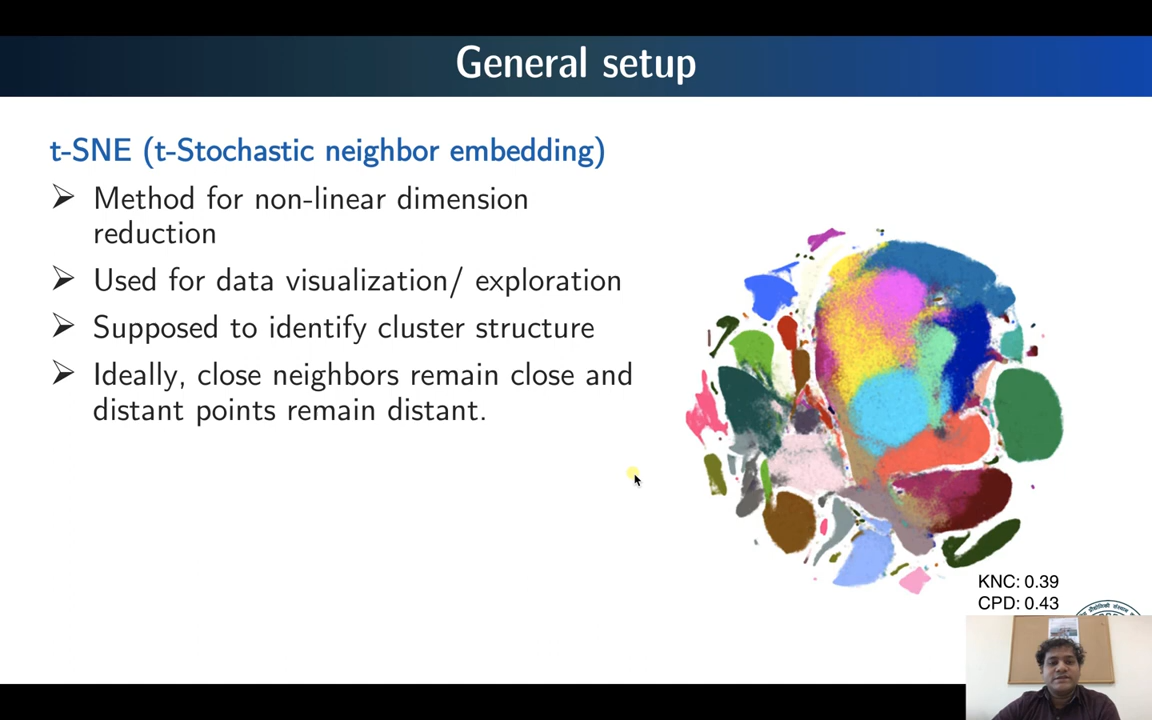 General setup
t-SNE (t-Stochastic neighbor embedding)
➢ Method for non-linear dimension
reduction
➢ Used for data visualization/ exploration
➢ Supposed to identify cluster structure
➢ Ideally, close neighbors remain close and
distant points remain distant.
KNC: 0.39
CPD: 0.43